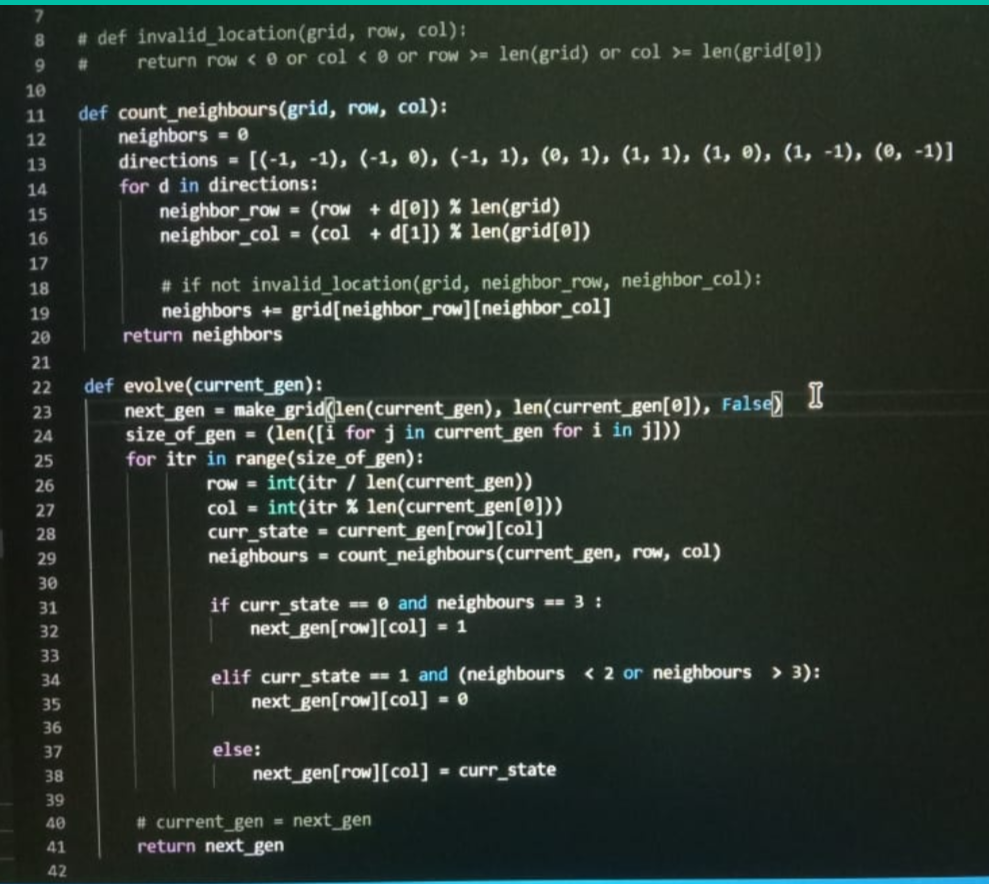 7
8 # def invalid_location(grid, row, col):
9 #     return row < 0 or col < 0 or row >= len(grid) or col >= len(grid[0])
10
11 def count_neighbours(grid, row, col):
12     neighbors = 0
13     directions = [(-1, -1), (-1, 0), (-1, 1), (0, 1), (1, 1), (1, 0), (1, -1), (0, -1)]
14     for d in directions:
15         neighbor_row = (row  + d[0]) % len(grid)
16         neighbor_col = (col  + d[1]) % len(grid[0])
17
18         # if not invalid_location(grid, neighbor_row, neighbor_col):
19         neighbors += grid[neighbor_row][neighbor_col]
20     return neighbors
21
22 def evolve(current_gen):
23     next_gen = make_grid(len(current_gen), len(current_gen[0]), False)
24     size_of_gen = (len([i for j in current_gen for i in j]))
25     for itr in range(size_of_gen):
26             row = int(itr / len(current_gen))
27             col = int(itr % len(current_gen[0]))
28             curr_state = current_gen[row][col]
29             neighbours = count_neighbours(current_gen, row, col)
30
31             if curr_state == 0 and neighbours == 3 :
32                 next_gen[row][col] = 1
33
34             elif curr_state == 1 and (neighbours  < 2 or neighbours  > 3):
35                 next_gen[row][col] = 0
36
37             else:
38                 next_gen[row][col] = curr_state
39
40     # current_gen = next_gen
41     return next_gen
42